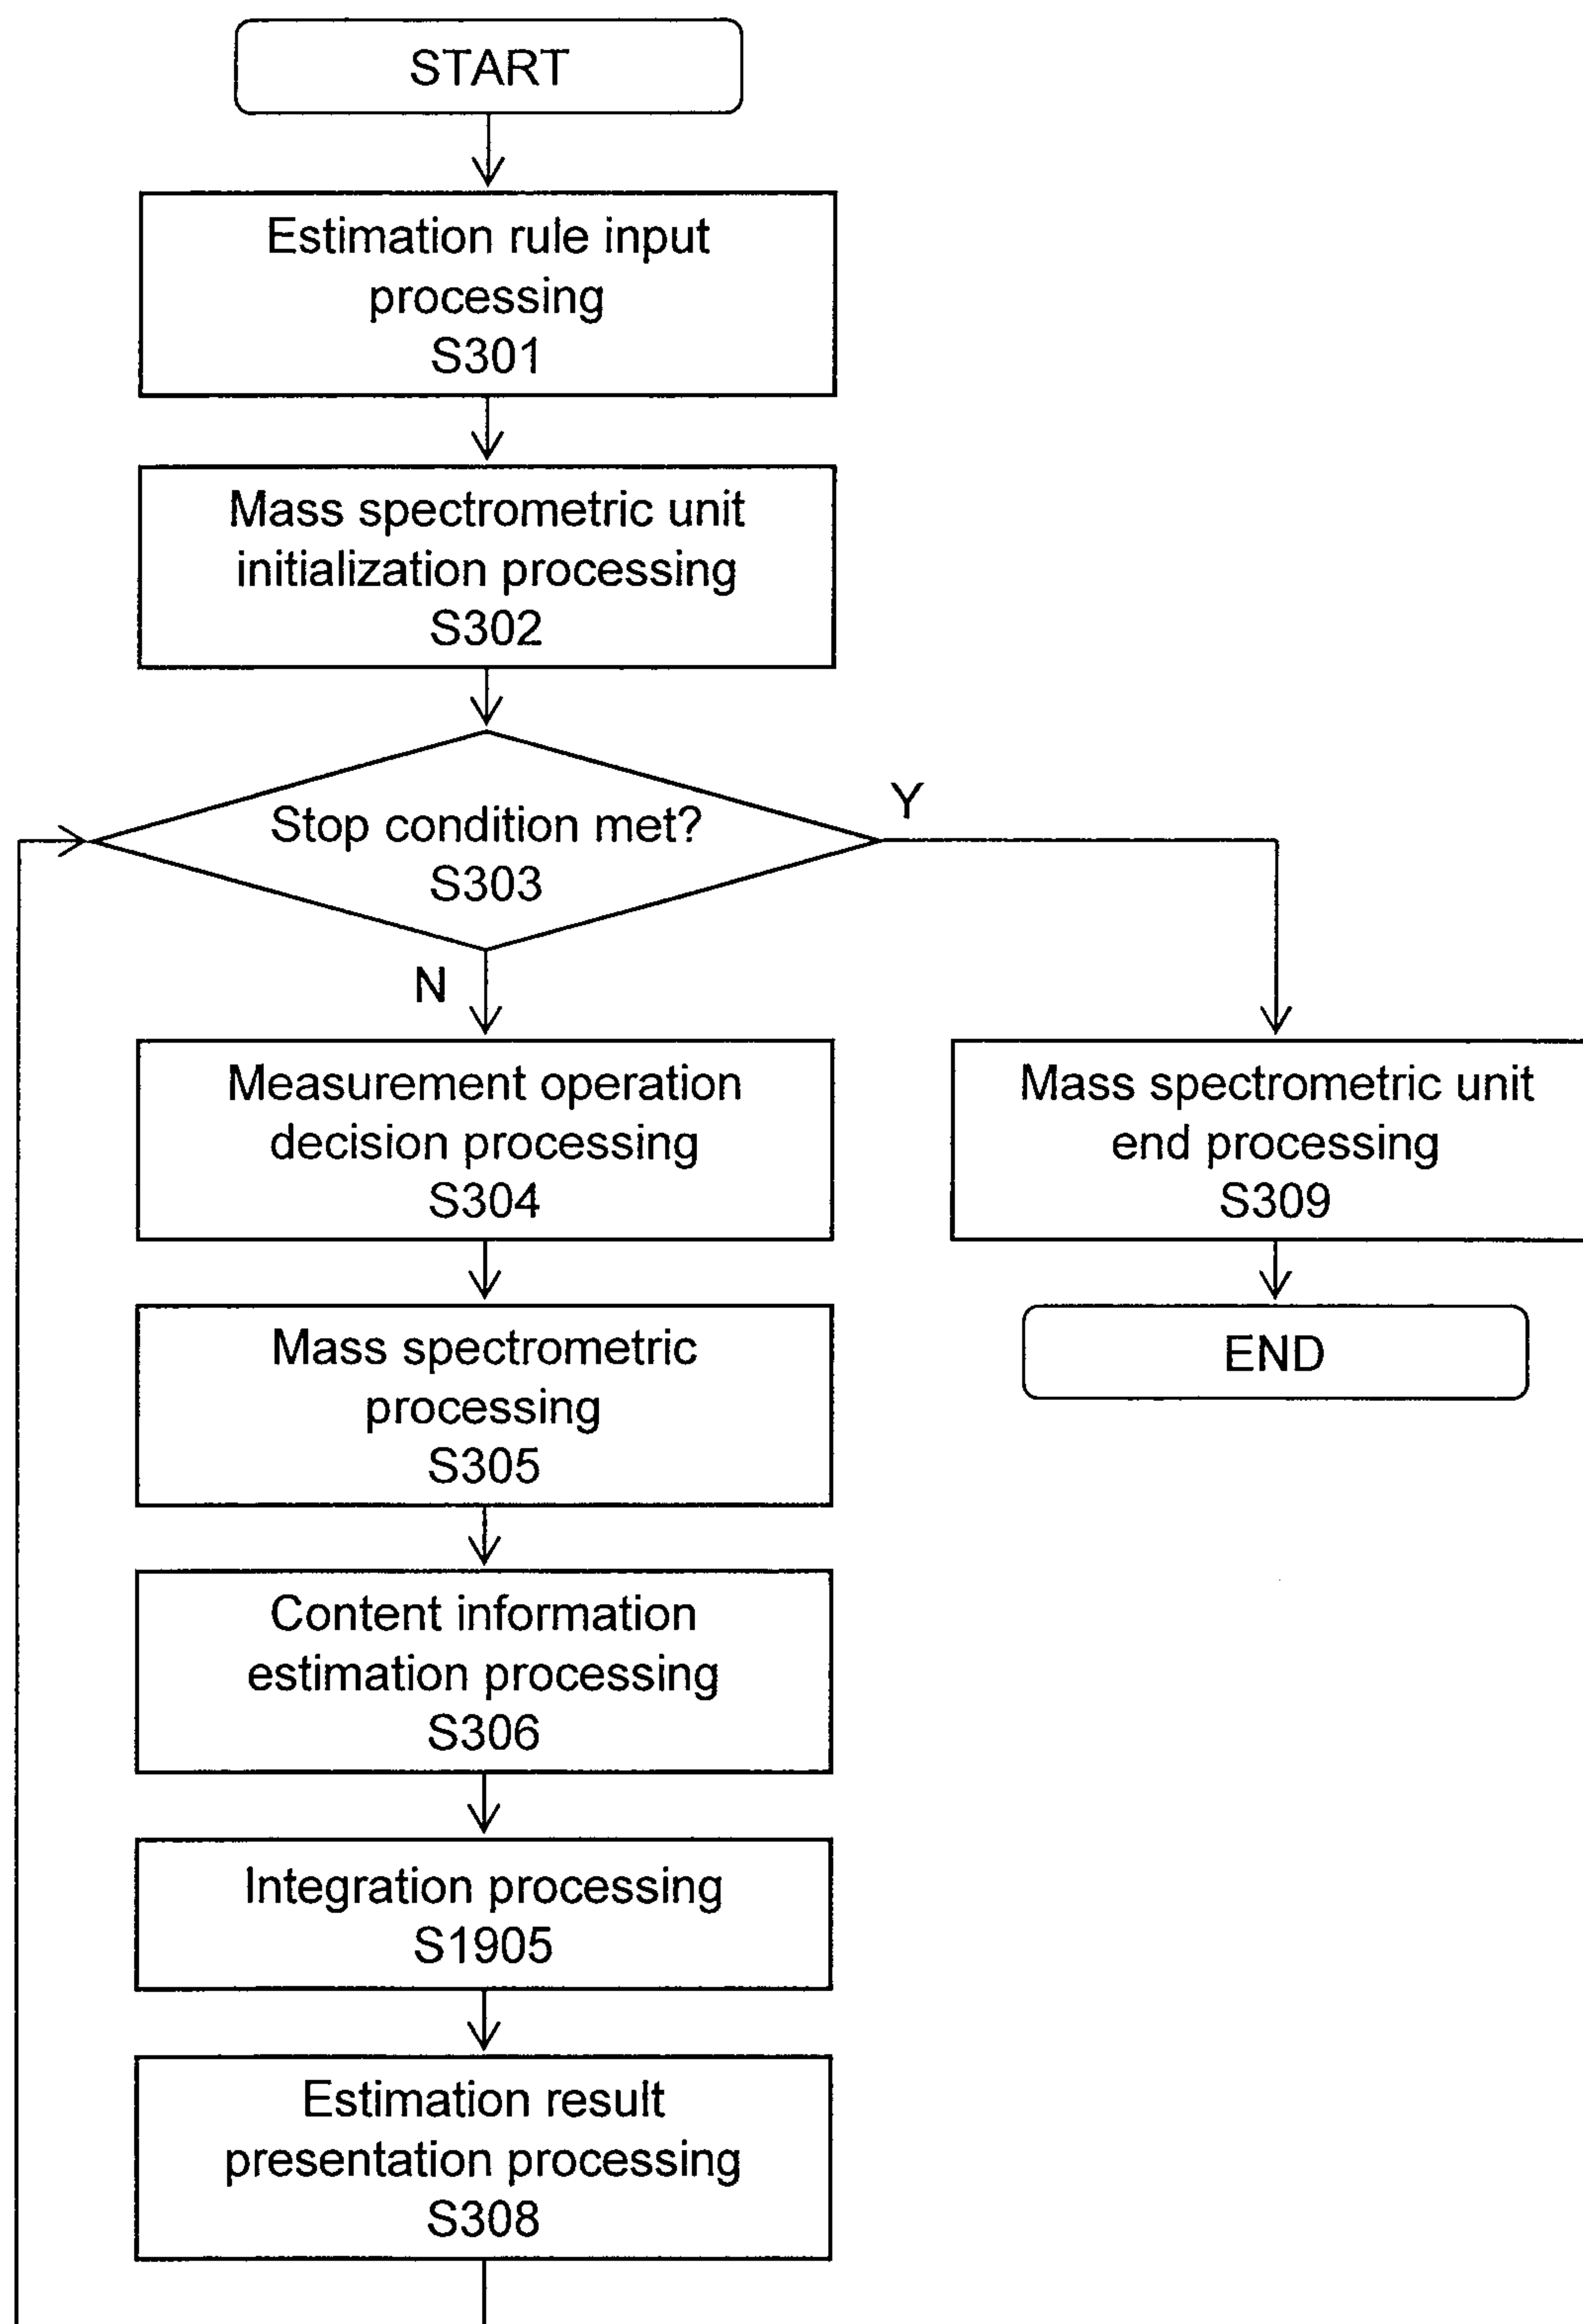 START
Estimation rule input
processing
S301
Mass spectrometric unit
initialization processing
S302
Stop condition met?
S303
Y
N
Measurement operation
decision processing
S304
Mass spectrometric unit
end processing
S309
Mass spectrometric
processing
S305
END
Content information
estimation processing
S306
Integration processing
S1905
Estimation result
presentation processing
S308